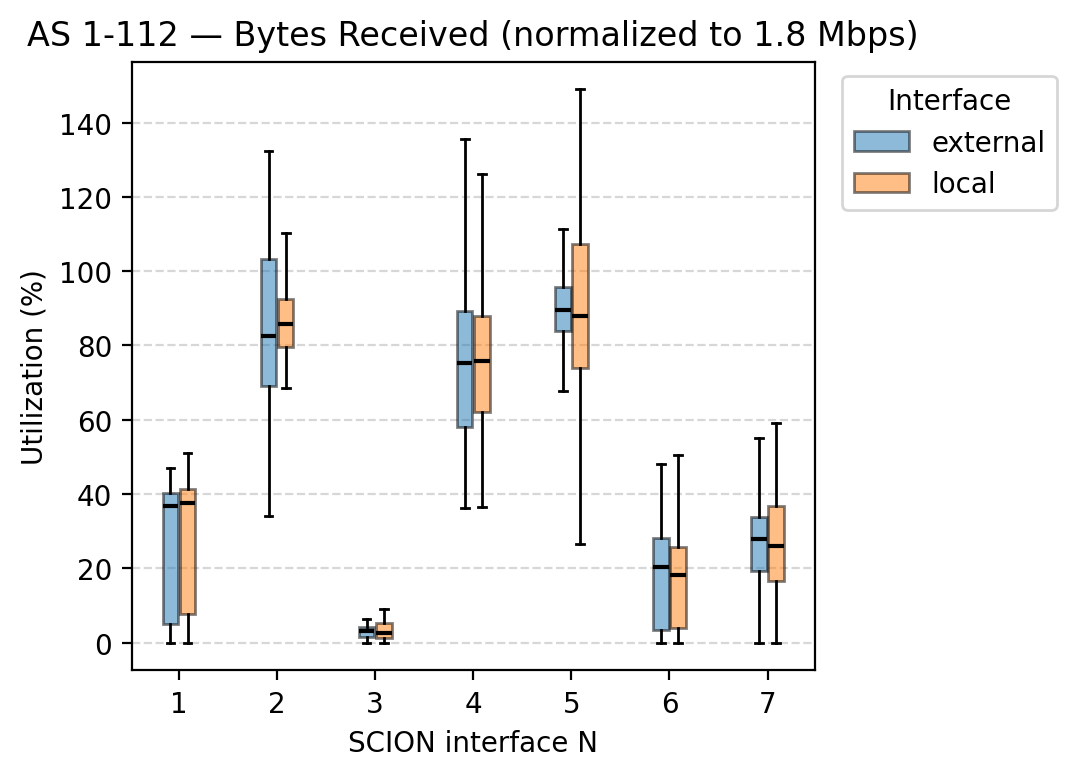 AS 1-112 — Bytes Received (normalized to 1.8 Mbps)
Interface
external
local
Utilization (%)
140
120
100
80
60
40
20
0
1 2 3 4 5 6 7
SCION interface N